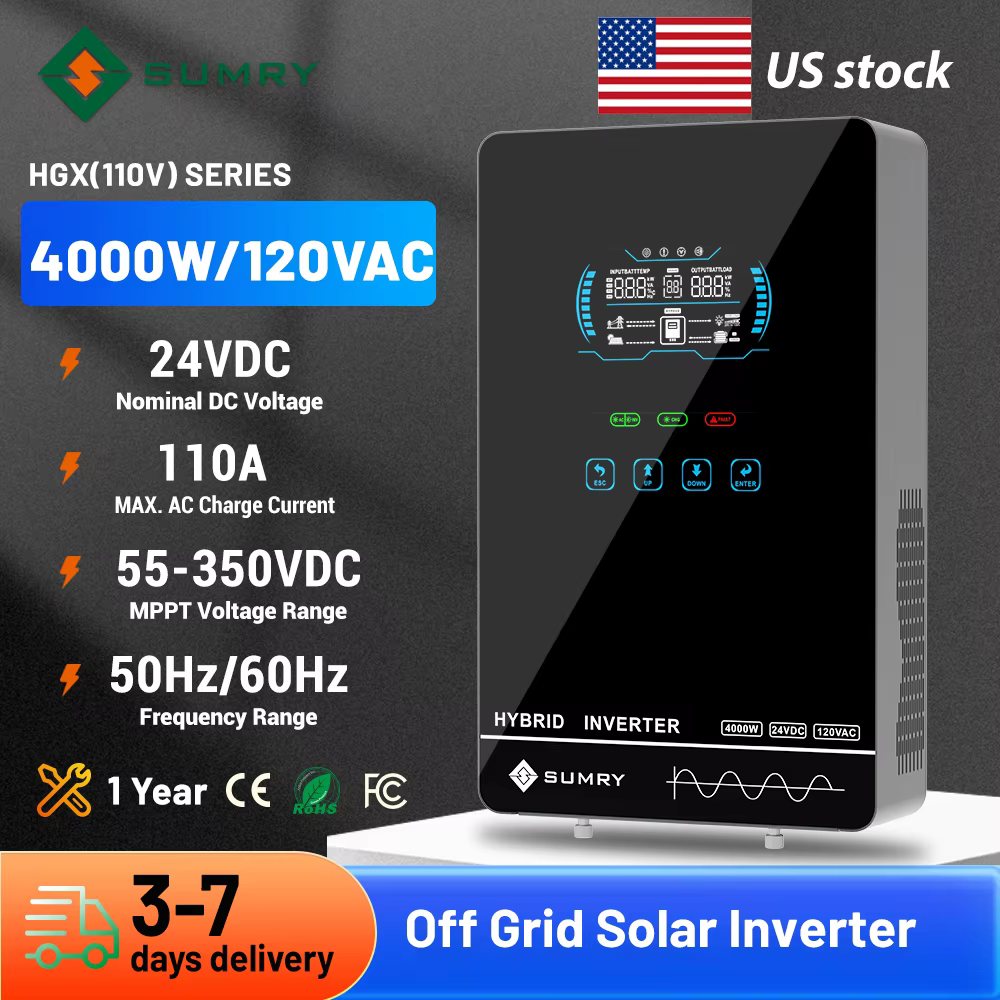 SUMRY
US stock
HGX(110V) SERIES
4000W/120VAC
24VDC
Nominal DC Voltage
110A
MAX. AC Charge Current
55-350VDC
MPPT Voltage Range
50Hz/60Hz
Frequency Range
1 Year CE RoHS FC
INPUTBATTTEMP
OUTPUTBATTLOAD
ESC
UP
DOWN
ENTER
HYBRID INVERTER
4000W 24VDC 120VAC
SUMRY
3-7
days delivery
Off Grid Solar Inverter